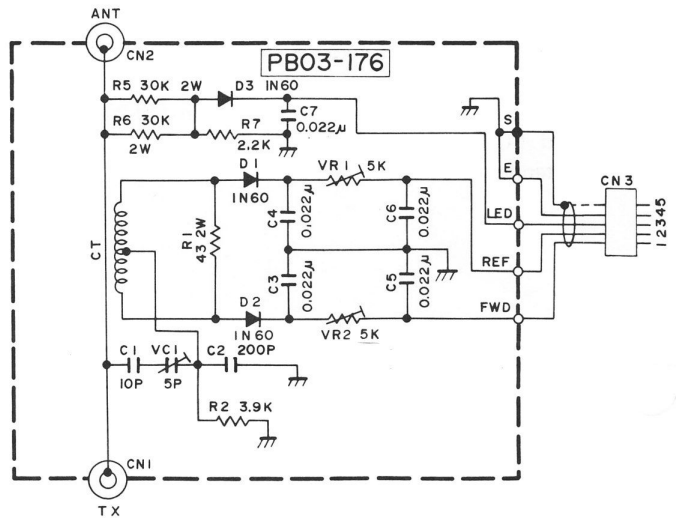 ANT
CN2
PB03-176
R5 30K 2W
D3 1N60
R6 30K
2W
R7
2.2K
C7
0.022μ
S
E
CN3
D1
1N60
VR1 5K
CT
R1
43 2W
C4
0.022μ
C6
0.022μ
LED
12345
C3
0.022μ
C5
0.022μ
REF
D2
1N60
VR2 5K
FWD
C1
10P
VC1
5P
C2
200P
R2 3.9K
CN1
TX